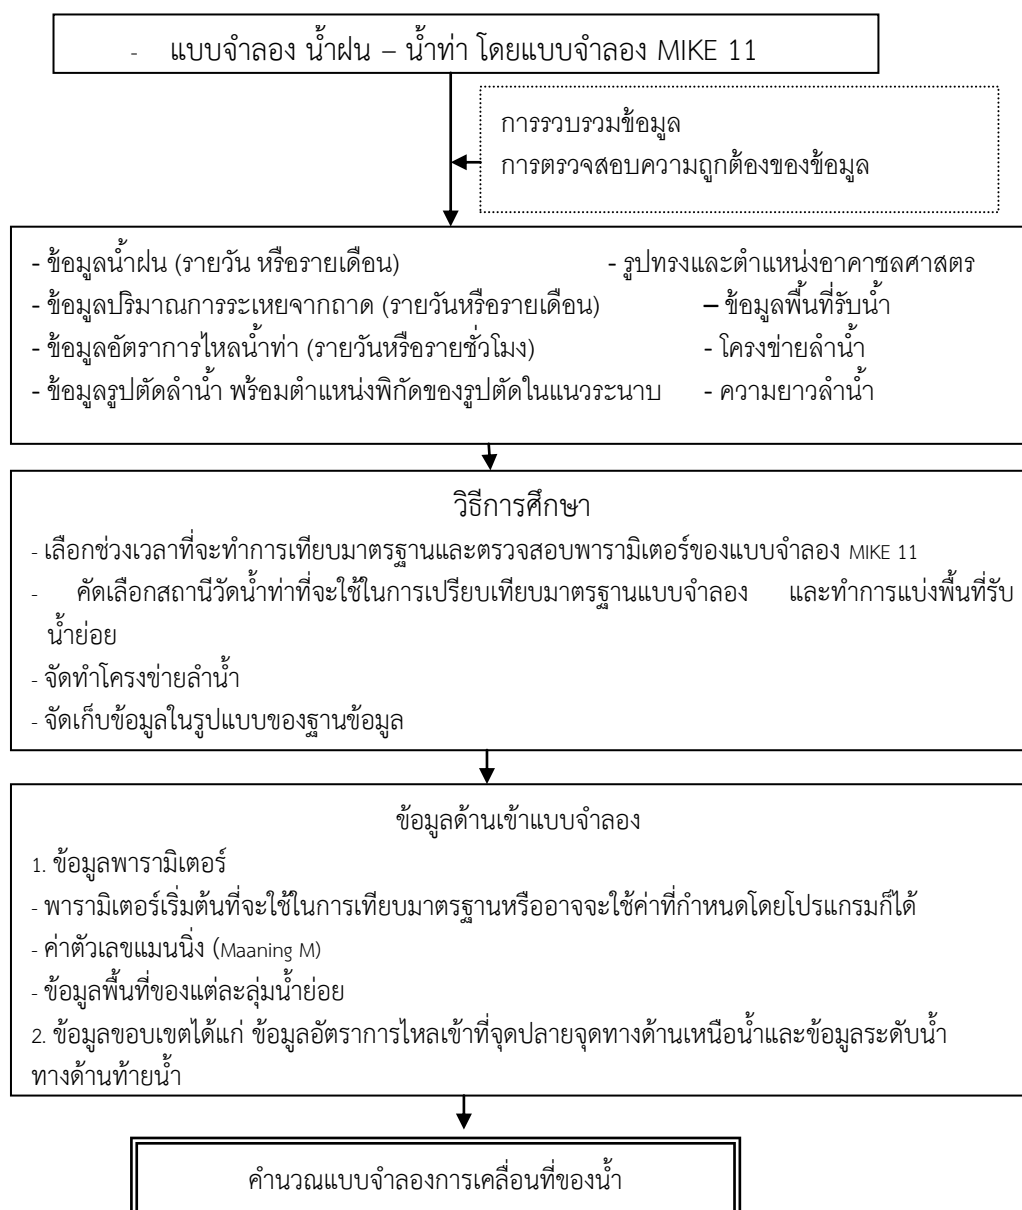 - แบบจำลอง น้ำฝน – น้ำท่า โดยแบบจำลอง MIKE 11
การรวบรวมข้อมูล
การตรวจสอบความถูกต้องของข้อมูล
- ข้อมูลน้ำฝน (รายวัน หรือรายเดือน) - รูปทรงและตำแหน่งอาคาชลศาสตร
- ข้อมูลปริมาณการระเหยจากถาด (รายวันหรือรายเดือน) – ข้อมูลพื้นที่รับน้ำ
- ข้อมูลอัตราการไหลน้ำท่า (รายวันหรือรายชั่วโมง) - โครงข่ายลำน้ำ
- ข้อมูลรูปตัดลำน้ำ พร้อมตำแหน่งพิกัดของรูปตัดในแนวระนาบ - ความยาวลำน้ำ
วิธีการศึกษา
- เลือกช่วงเวลาที่จะทำการเทียบมาตรฐานและตรวจสอบพารามิเตอร์ของแบบจำลอง MIKE 11
- คัดเลือกสถานีวัดน้ำท่าที่จะใช้ในการเปรียบเทียบมาตรฐานแบบจำลอง และทำการแบ่งพื้นที่รับ
น้ำย่อย
- จัดทำโครงข่ายลำน้ำ
- จัดเก็บข้อมูลในรูปแบบของฐานข้อมูล
ข้อมูลด้านเข้าแบบจำลอง
1. ข้อมูลพารามิเตอร์
- พารามิเตอร์เริ่มต้นที่จะใช้ในการเทียบมาตรฐานหรืออาจจะใช้ค่าที่กำหนดโดยโปรแกรมก็ได้
- ค่าตัวเลขแมนนิ่ง (Maaning M)
- ข้อมูลพื้นที่ของแต่ละลุ่มน้ำย่อย
2. ข้อมูลขอบเขตได้แก่ ข้อมูลอัตราการไหลเข้าที่จุดปลายจุดทางด้านเหนือน้ำและข้อมูลระดับน้ำ
ทางด้านท้ายน้ำ
คำนวณแบบจำลองการเคลื่อนที่ของน้ำ